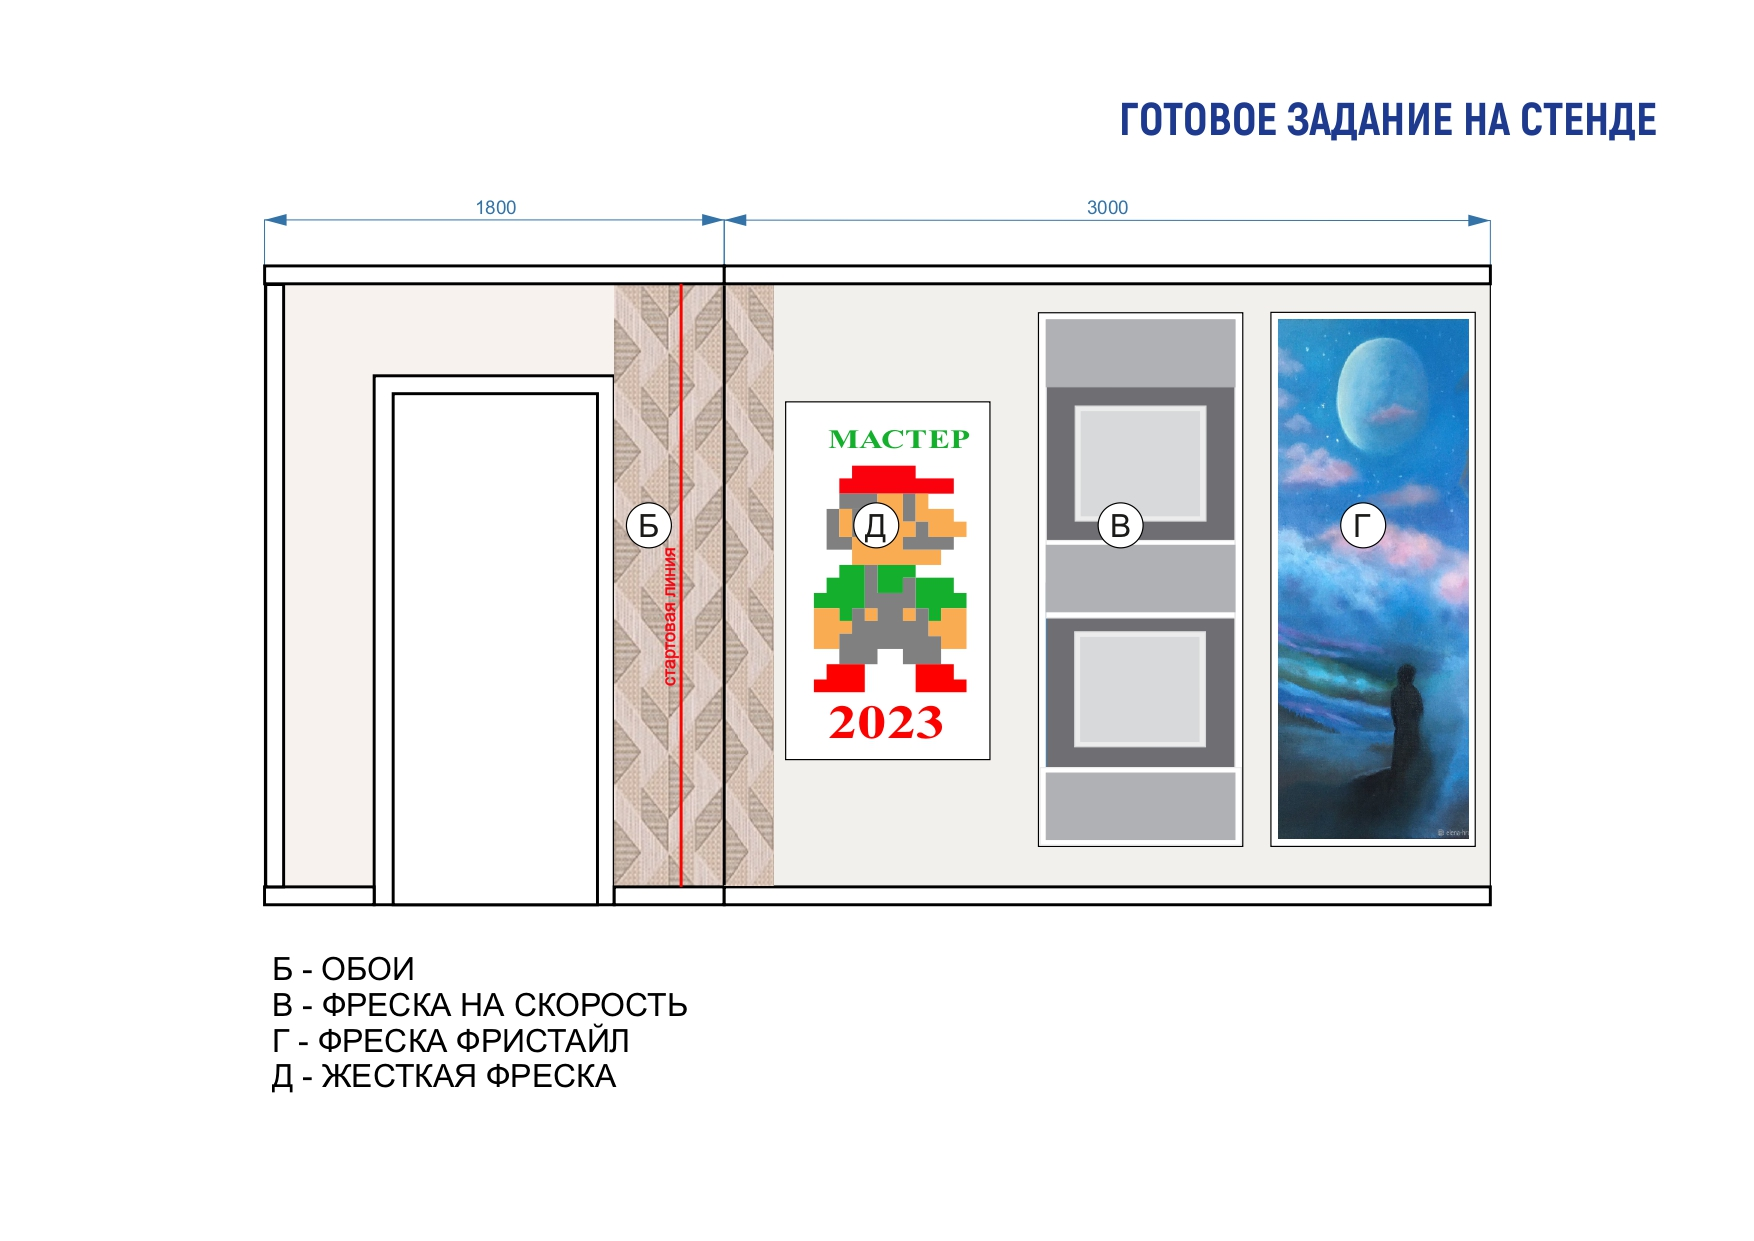 ГОТОВОЕ ЗАДАНИЕ НА СТЕНДЕ
1800
3000
МАСТЕР
Б
Д
В
Г
стартовая линия
2023
Б - ОБОИ
В - ФРЕСКА НА СКОРОСТЬ
Г - ФРЕСКА ФРИСТАЙЛ
Д - ЖЕСТКАЯ ФРЕСКА